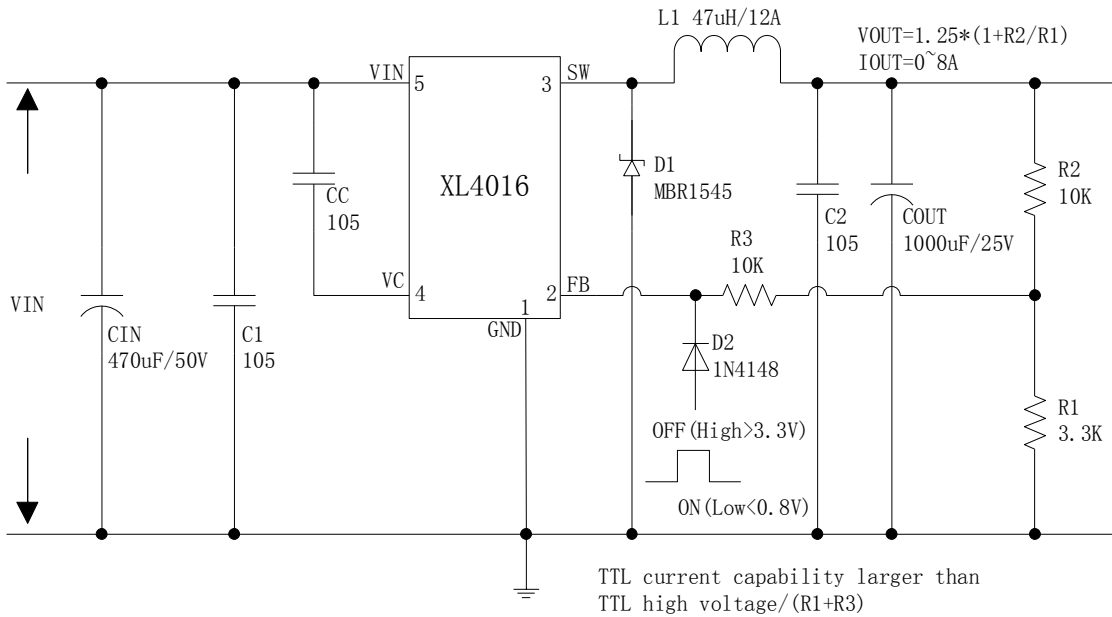 L1 47uH/12A
VOUT=1.25*(1+R2/R1)
IOUT=0~8A
VIN
5
3
SW
XL4016
CC
105
D1
MBR1545
R2
10K
C2
105
COUT
1000uF/25V
R3
10K
VC
4
2
FB
1
GND
VIN
CIN
470uF/50V
C1
105
D2
1N4148
OFF(High>3.3V)
ON(Low<0.8V)
R1
3.3K
TTL current capability larger than
TTL high voltage/(R1+R3)